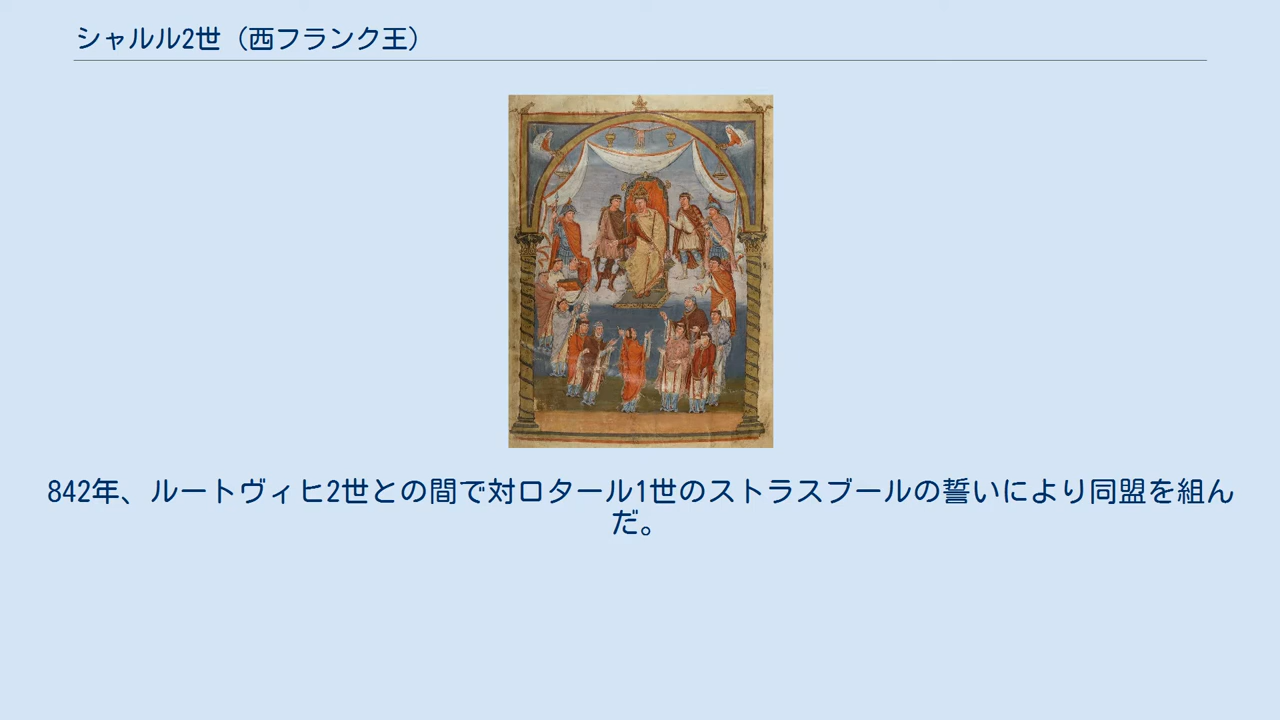 シャルル2世（西フランク王）
842年、ルートヴィヒ2世との間で対ロタール1世のストラスブールの誓いにより同盟を組ん
だ。